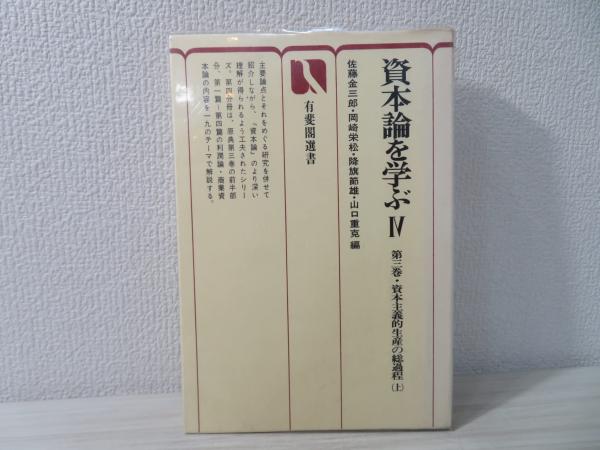 資本論を学ぶ Ⅳ
第三巻・資本主義的生産の総過程(上)
佐藤金三郎・岡崎栄松・降旗節雄・山口重克 編
有斐閣選書
主要論点とそれをめぐる研究を併せて
紹介しながら、『資本論』のより深い
理解が得られるよう工夫されたシリー
ズ。第四分冊は、原典第三巻の前半部
分、第一篇―第四篇の利潤論・商業資
本論の内容を一九のテーマで解説する。